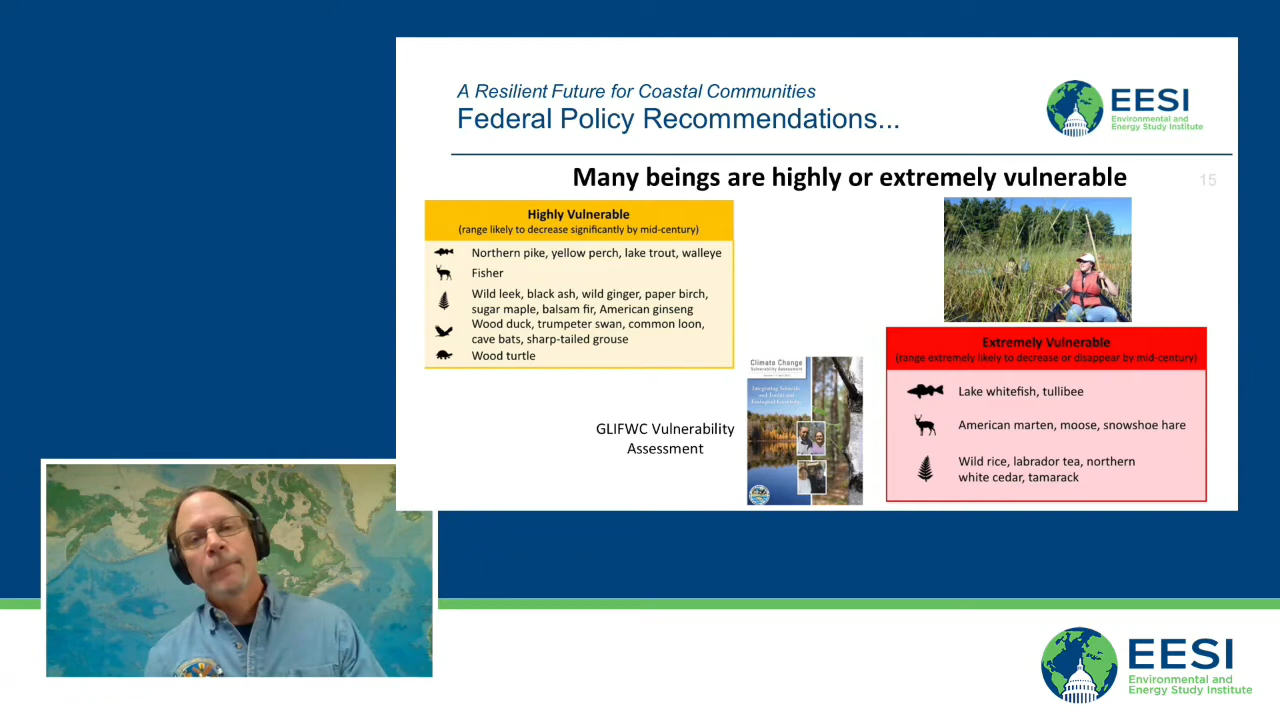 A Resilient Future for Coastal Communities
Federal Policy Recommendations...
EESI
Environmental and
Energy Study Institute
Many beings are highly or extremely vulnerable
15
Highly Vulnerable
(range likely to decrease significantly by mid-century)
Northern pike, yellow perch, lake trout, walleye
Fisher
Wild leek, black ash, wild ginger, paper birch,
sugar maple, balsam fir, American ginseng
Wood duck, trumpeter swan, common loon,
cave bats, sharp-tailed grouse
Wood turtle
GLIFWC Vulnerability
Assessment
Climate Change
Vulnerability Assessment
Integrating Scientific
and Traditional
Ecological Knowledge
Extremely Vulnerable
(range extremely likely to decrease or disappear by mid-century)
Lake whitefish, tullibee
American marten, moose, snowshoe hare
Wild rice, labrador tea, northern
white cedar, tamarack
EESI
Environmental and
Energy Study Institute